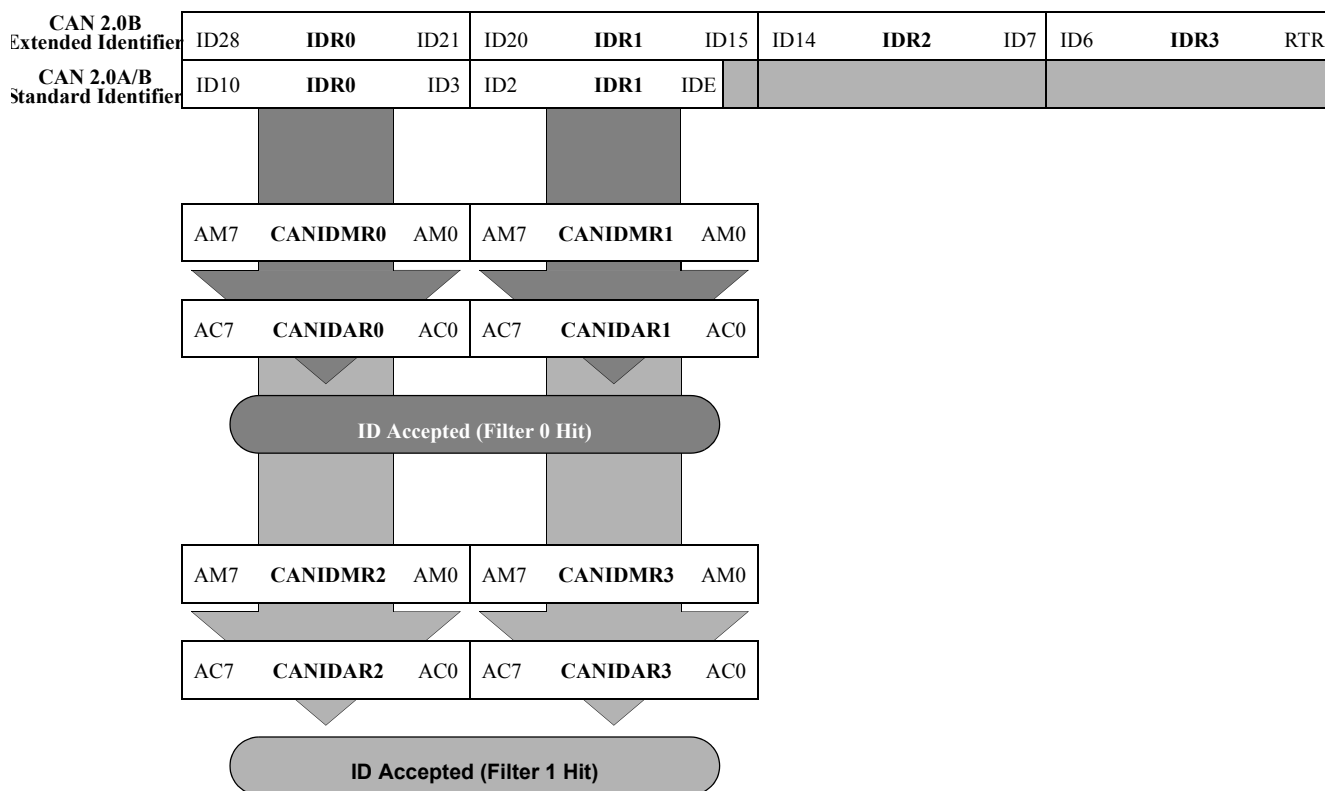 CAN 2.0B
Extended Identifier ID28 IDR0 ID21 ID20 IDR1 ID15 ID14 IDR2 ID7 ID6 IDR3 RTR
CAN 2.0A/B
Standard Identifier ID10 IDR0 ID3 ID2 IDR1 IDE
AM7 CANIDMR0 AM0 AM7 CANIDMR1 AM0
AC7 CANIDAR0 AC0 AC7 CANIDAR1 AC0
ID Accepted (Filter 0 Hit)
AM7 CANIDMR2 AM0 AM7 CANIDMR3 AM0
AC7 CANIDAR2 AC0 AC7 CANIDAR3 AC0
ID Accepted (Filter 1 Hit)